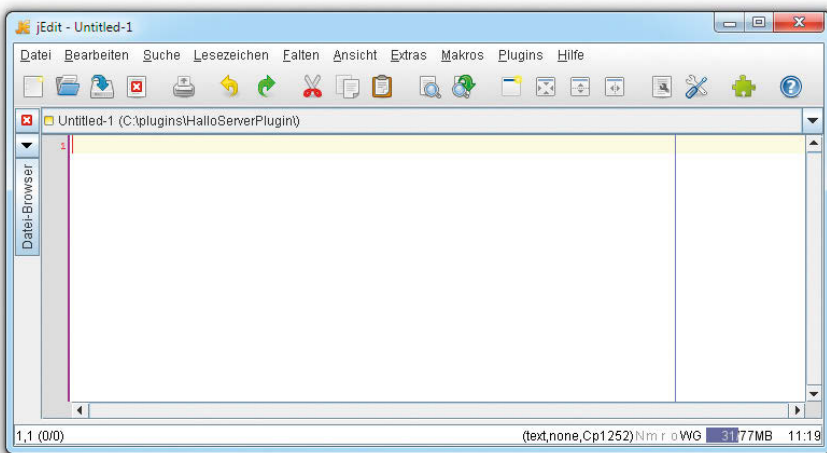 jEdit - Untitled-1
Datei Bearbeiten Suche Lesezeichen Falten Ansicht Extras Makros Plugins Hilfe
Untitled-1 (C:\plugins\HalloServerPlugin\)
1
Datei-Browser
1,1 (0/0) (text,none,Cp1252) N m r o WG 31/77MB 11:19